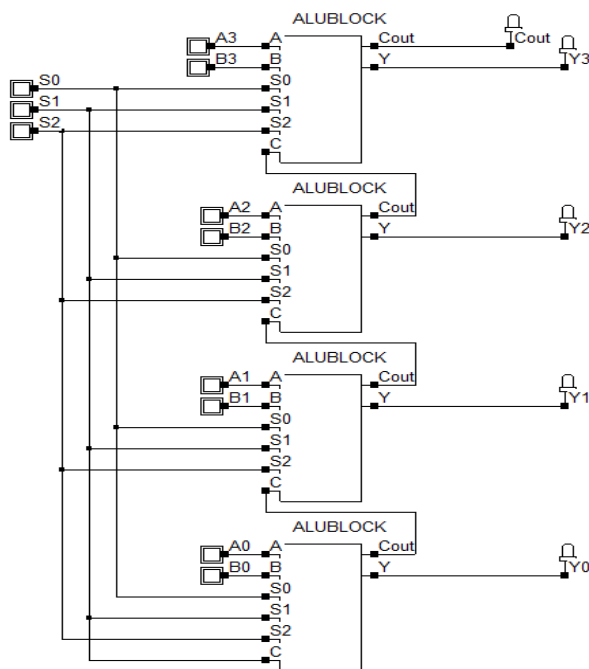 ALUBLOCK
A3 A Cout Cout
B3 B Y Y3
S0 S0
S1 S1
S2 S2
C
ALUBLOCK
A2 A Cout
B2 B Y Y2
S0
S1
S2
C
ALUBLOCK
A1 A Cout
B1 B Y Y1
S0
S1
S2
C
ALUBLOCK
A0 A Cout
B0 B Y Y0
S0
S1
S2
C